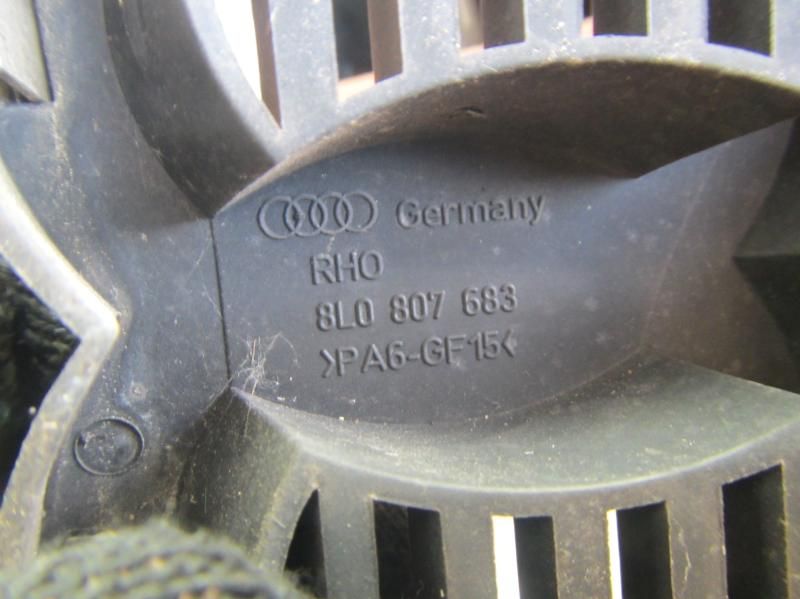 Germany
RHO
8L0 807 683
>PA6-GF15<